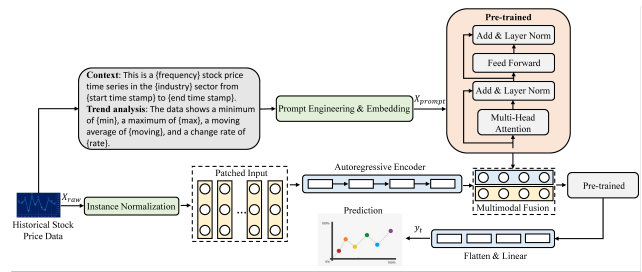 Pre-trained
Add & Layer Norm
Feed Forward
Add & Layer Norm
Multi-Head
Attention
Context: This is a {frequency} stock price
time series in the {industry} sector from
{start time stamp} to {end time stamp}.
Trend analysis: The data shows a minimum
of {min}, a maximum of {max}, a moving
average of {moving}, and a change rate of
{rate}.
Prompt Engineering & Embedding
X_prompt
Patched Input
Autoregressive Encoder
X_raw
Instance Normalization
...
Multimodal Fusion
Pre-trained
Historical Stock
Price Data
Prediction
y_t
Flatten & Linear